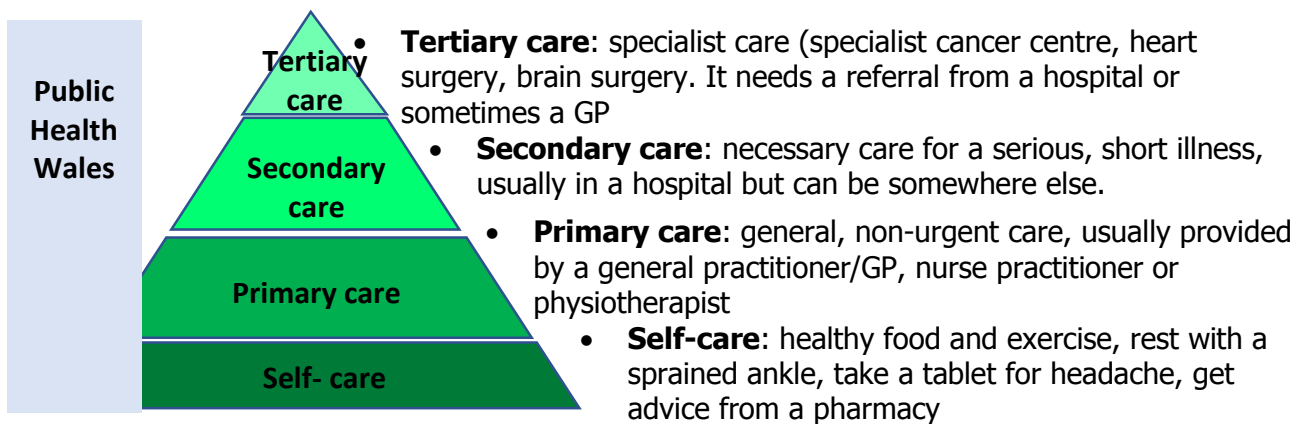 Public
Health
Wales
Tertiary
care
Secondary
care
Primary care
Self- care
• Tertiary care: specialist care (specialist cancer centre, heart
surgery, brain surgery. It needs a referral from a hospital or
sometimes a GP
• Secondary care: necessary care for a serious, short illness,
usually in a hospital but can be somewhere else.
• Primary care: general, non-urgent care, usually provided
by a general practitioner/GP, nurse practitioner or
physiotherapist
• Self-care: healthy food and exercise, rest with a
sprained ankle, take a tablet for headache, get
advice from a pharmacy